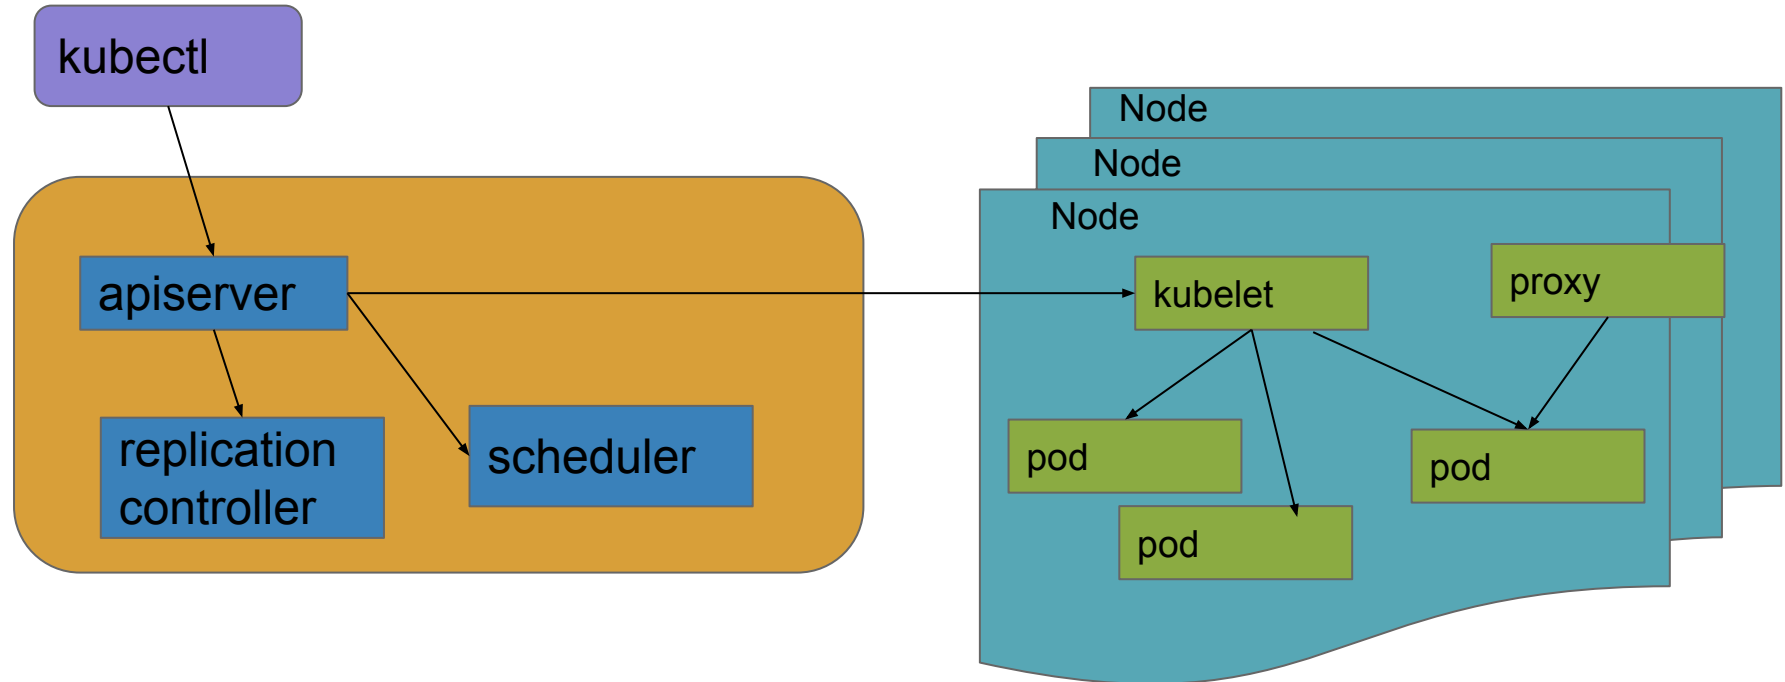 kubectl
apiserver
replication
controller
scheduler
Node
Node
Node
kubelet
proxy
pod
pod
pod